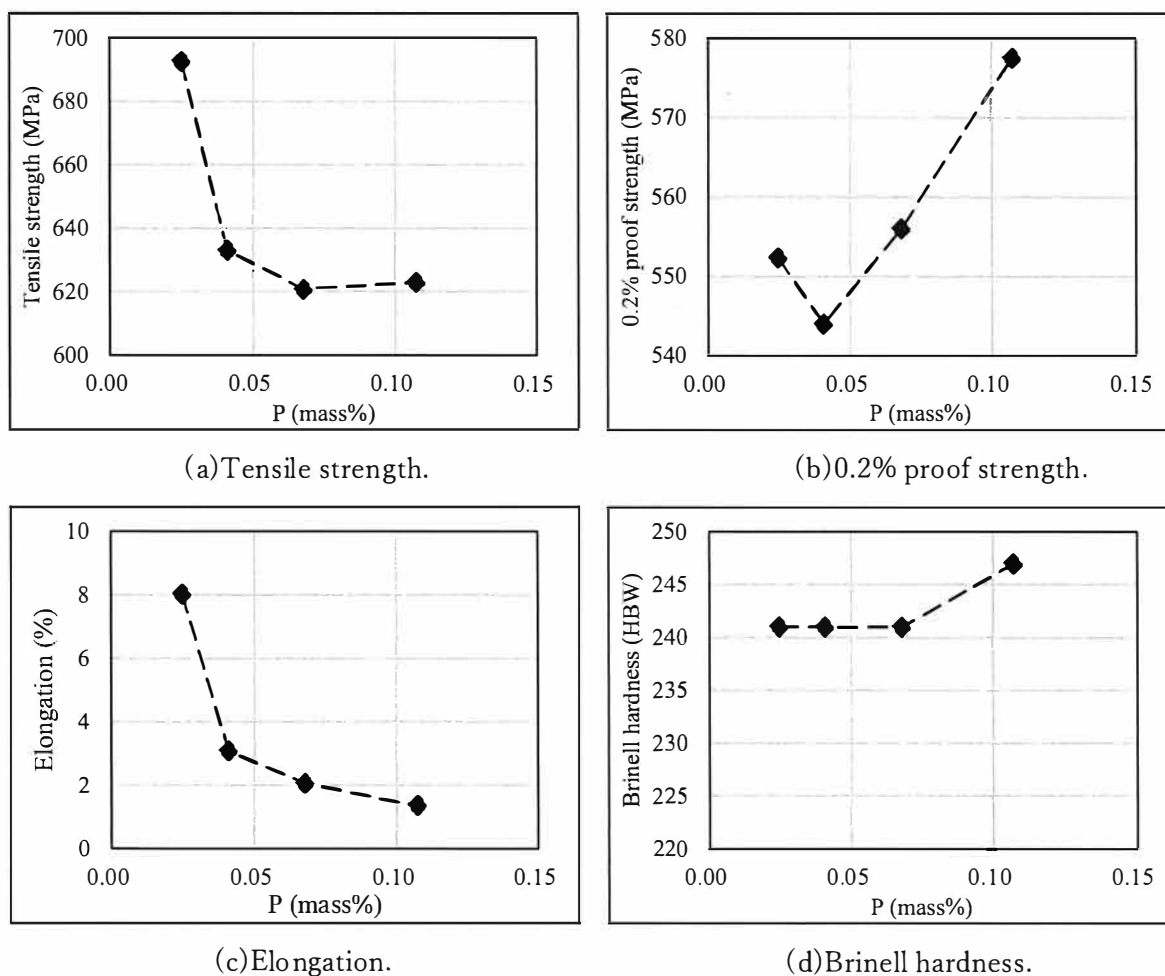 Tensile strength (MPa)
700
680
660
640
620
600
0.00 0.05 0.10 0.15
P (mass%)
(a)Tensile strength.
0.2% proof strength (MPa)
580
570
560
550
540
0.00 0.05 0.10 0.15
P (mass%)
(b)0.2% proof strength.
Elongation (%)
10
8
6
4
2
0
0.00 0.05 0.10 0.15
P (mass%)
(c)Elongation.
Brinell hardness (HBW)
250
245
240
235
230
225
220
0.00 0.05 0.10 0.15
P (mass%)
(d)Brinell hardness.